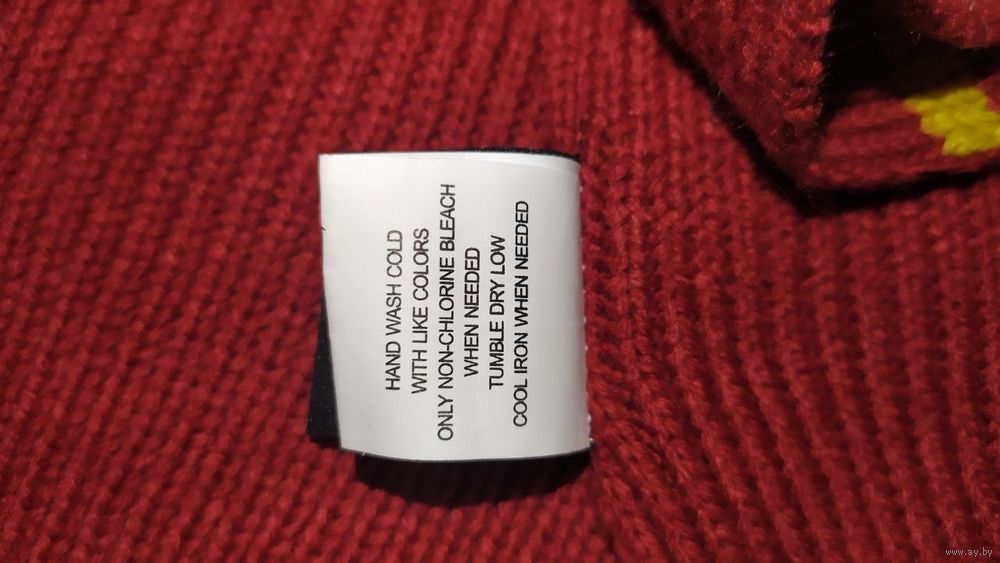 HAND WASH COLD
WITH LIKE COLORS
ONLY NON-CHLORINE BLEACH
WHEN NEEDED
TUMBLE DRY LOW
COOL IRON WHEN NEEDED
www.ay.by